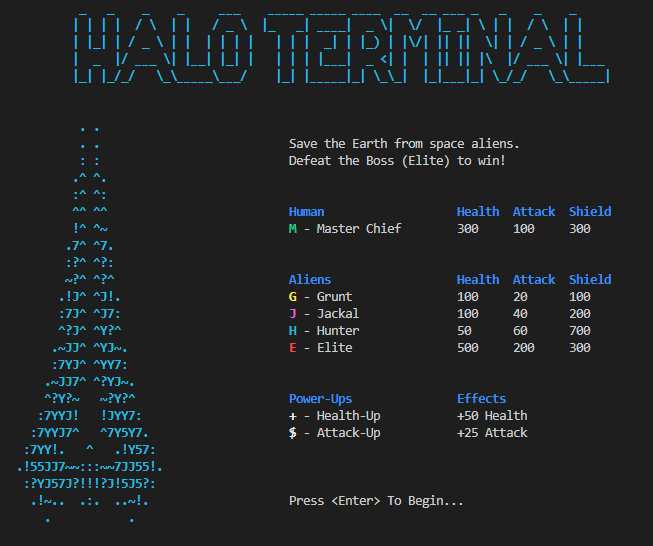 HALO TERMINAL
Save the Earth from space aliens.
Defeat the Boss (Elite) to win!
Human Health Attack Shield
M - Master Chief 300 100 300
Aliens Health Attack Shield
G - Grunt 100 20 100
J - Jackal 100 40 200
H - Hunter 50 60 700
E - Elite 500 200 300
Power-Ups Effects
+ - Health-Up +50 Health
$ - Attack-Up +25 Attack
Press <Enter> To Begin...